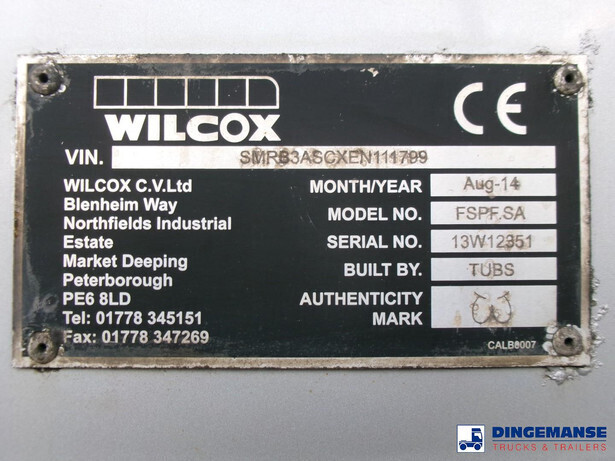 WILCOX
CE
VIN. SMRB3ASCXEN111799
WILCOX C.V.Ltd
Blenheim Way
Northfields Industrial
Estate
Market Deeping
Peterborough
PE6 8LD
Tel: 01778 345151
Fax: 01778 347269
MONTH/YEAR Aug-14
MODEL NO. FSPF.SA
SERIAL NO. 13W12351
BUILT BY. TUBS
AUTHENTICITY
MARK
CALB8007
DINGEMANSE
TRUCKS & TRAILERS